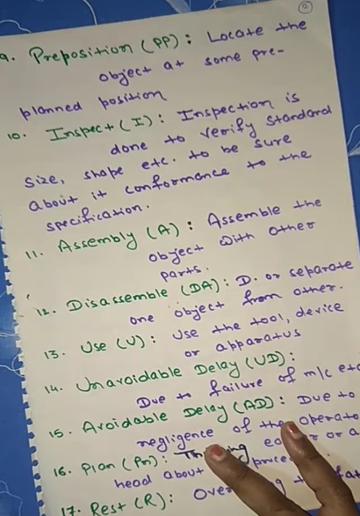 2
9. Preposition (PP) : Locate the
object at some pre-
planned position
10. Inspect (I) : Inspection is
done to verify standard
size, shape etc. to be sure
about it conformance to the
specification.
11. Assembly (A) : Assemble the
object with other
parts.
12. Disassemble (DA) : D. or separate
one object from other.
13. Use (U) : Use the tool, device
or apparatus
14. Unavoidable Delay (UD) :
Due to failure of m/c etc
15. Avoidable Delay (AD) : Due to
negligence of the operato
16. Plan (Pn) : or a
head about
17. Rest (R) : Over